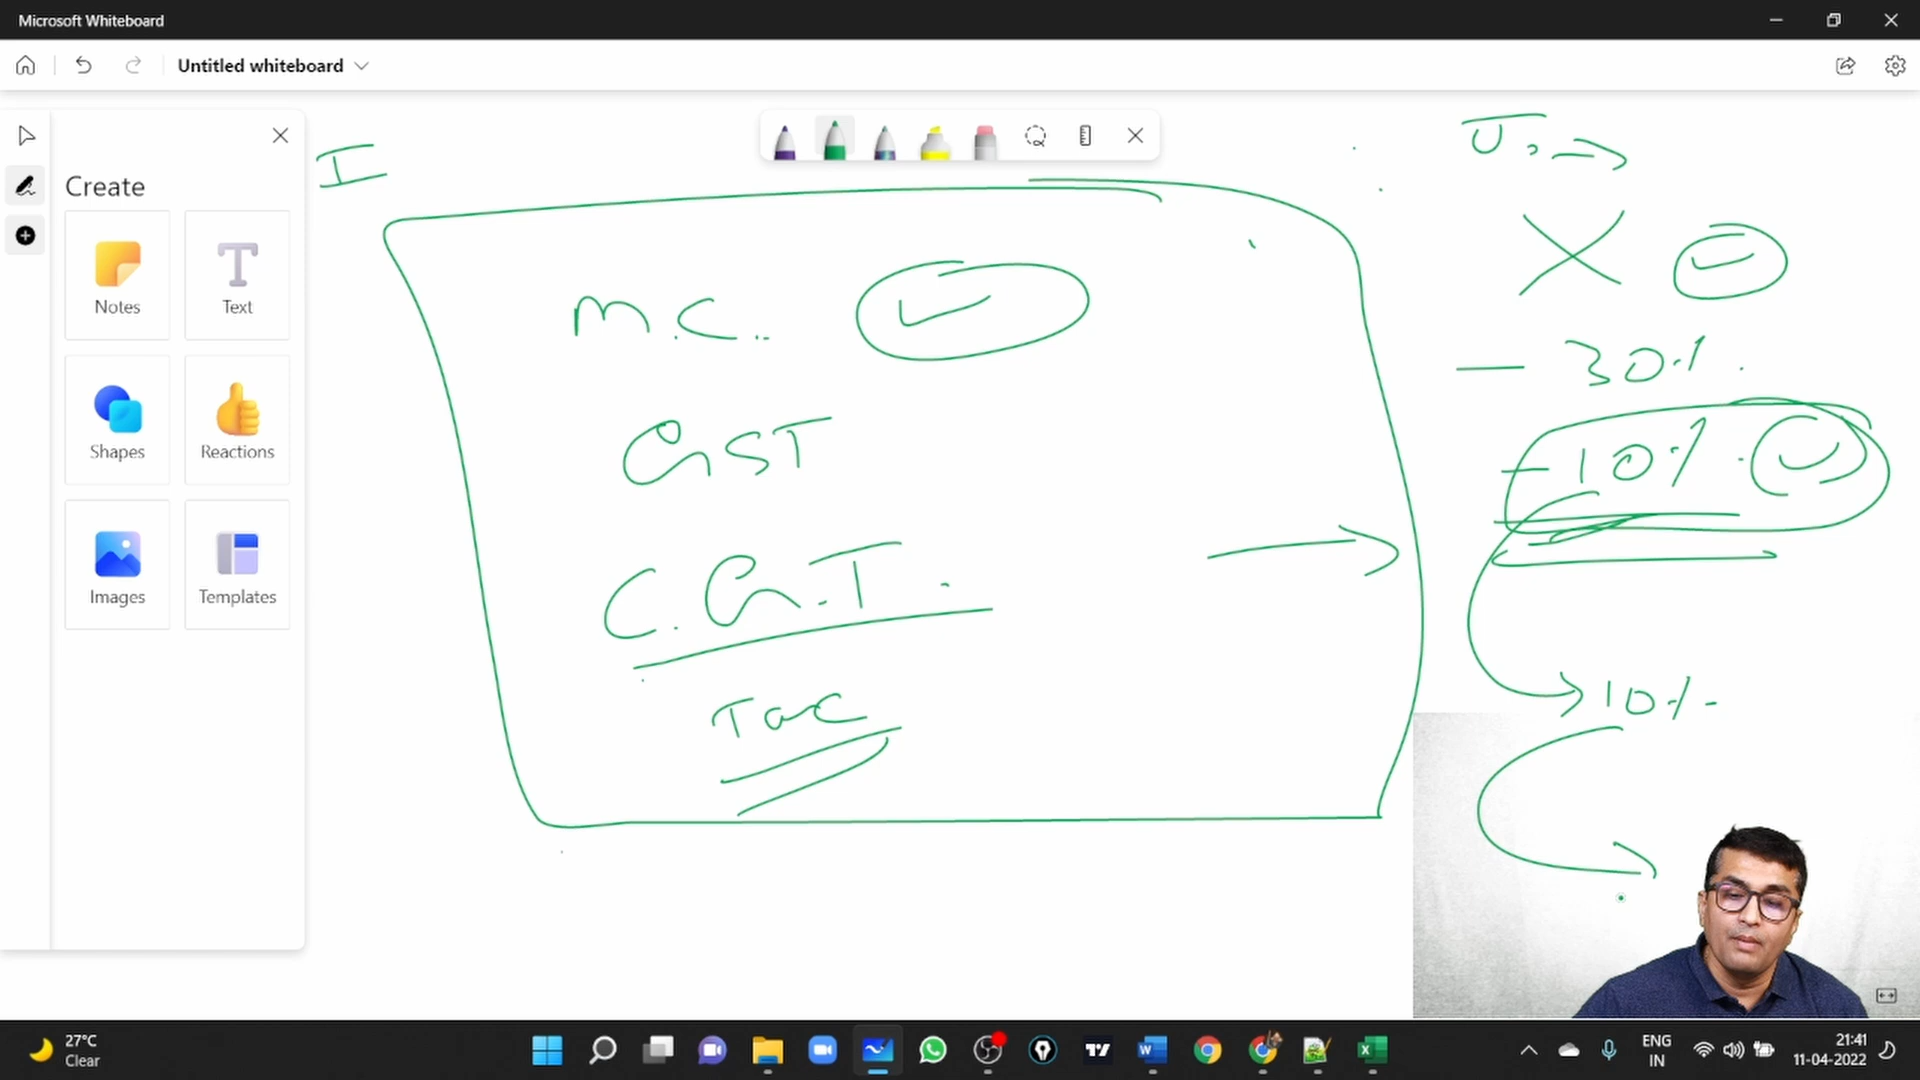 Microsoft Whiteboard
Untitled whiteboard
Create
Notes
Text
Shapes
Reactions
Images
Templates
I
M.C.
GST
C.G.T.
Tac
U.
- 30%.
- 10%.
10%.
27°C
Clear
ENG
IN
21:41
11-04-2022